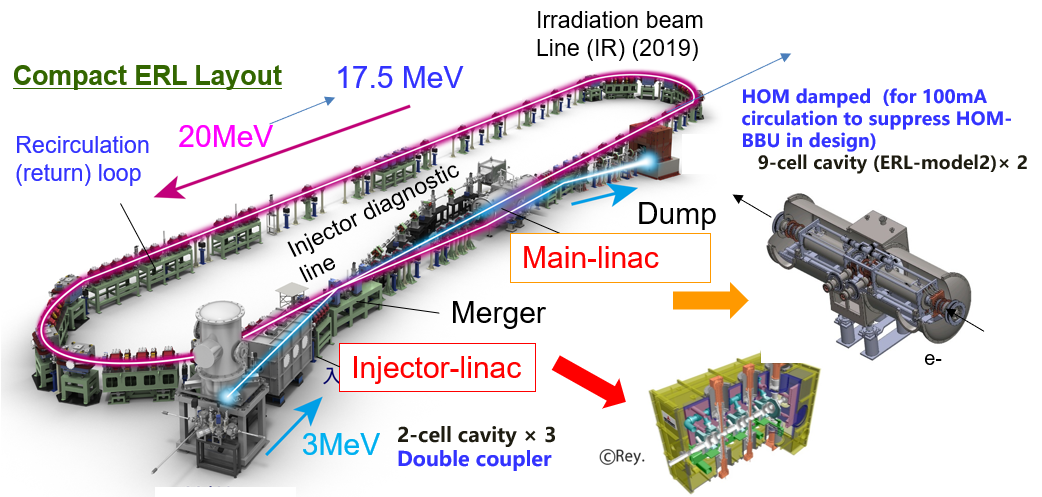 Irradiation beam
Line (IR) (2019)
Compact ERL Layout
17.5 MeV
20MeV
Recirculation
(return) loop
HOM damped (for 100mA
circulation to suppress HOM-
BBU in design)
9-cell cavity (ERL-model2)× 2
Injector diagnostic
line
Dump
Main-linac
Merger
e-
Injector-linac
入
3MeV
2-cell cavity × 3
Double coupler
©Rey.